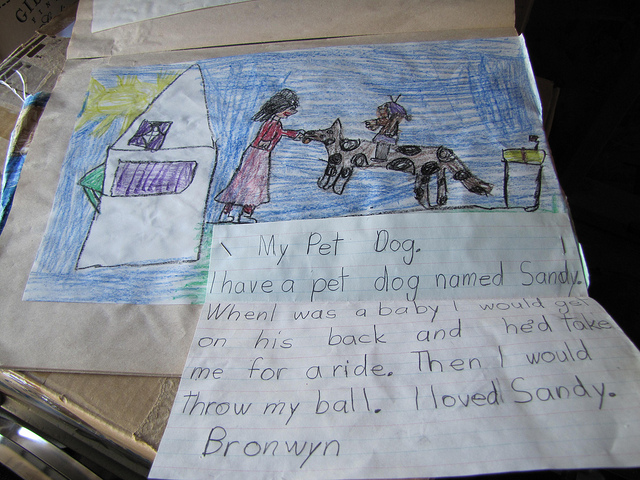 My Pet Dog.
I have a pet dog named Sandy.
When I was a baby I would get
on his back and he'd take
me for a ride. Then I would
Throw my ball. I loved Sandy.
Bronwyn